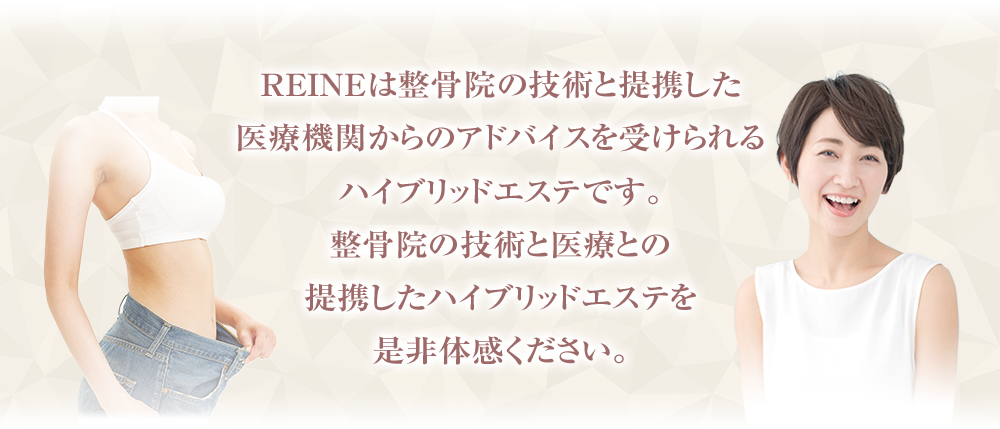 REINEは整骨院の技術と提携した
医療機関からのアドバイスを受けられる
ハイブリッドエステです。
整骨院の技術と医療との
提携したハイブリッドエステを
是非体感ください。